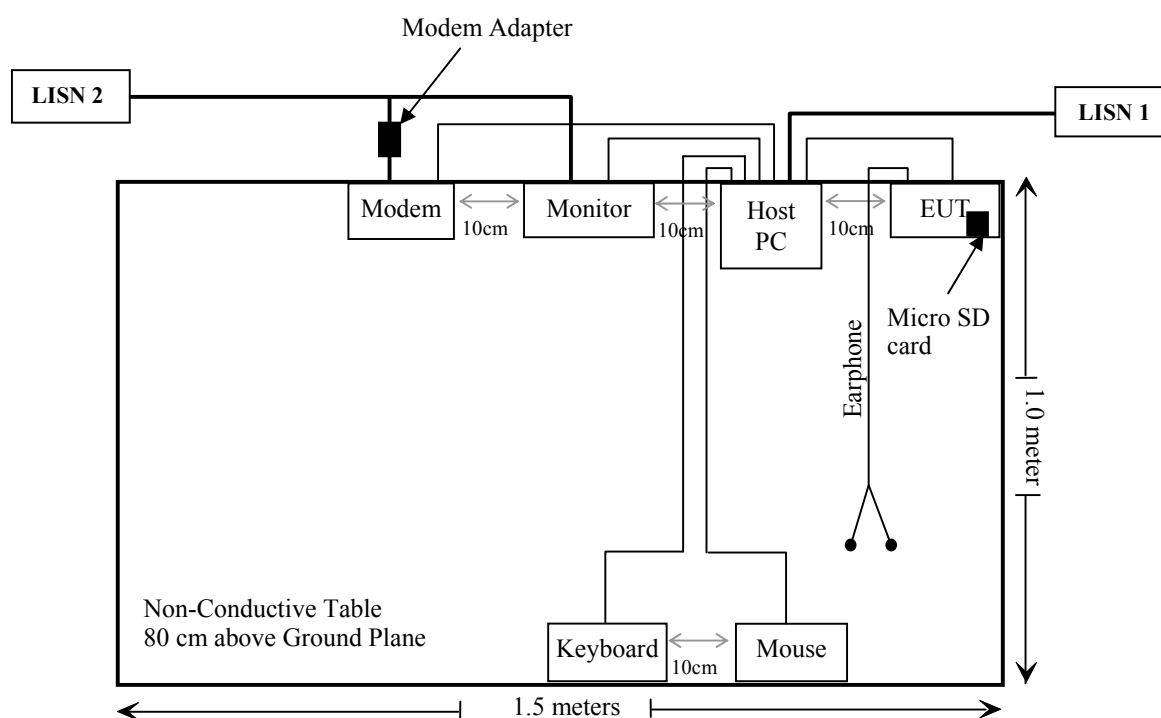 Modem Adapter
LISN 2
LISN 1
Modem
Monitor
Host
PC
EUT
10cm
10cm
10cm
Micro SD
card
Earphone
1.0 meter
Non-Conductive Table
80 cm above Ground Plane
Keyboard
Mouse
10cm
1.5 meters